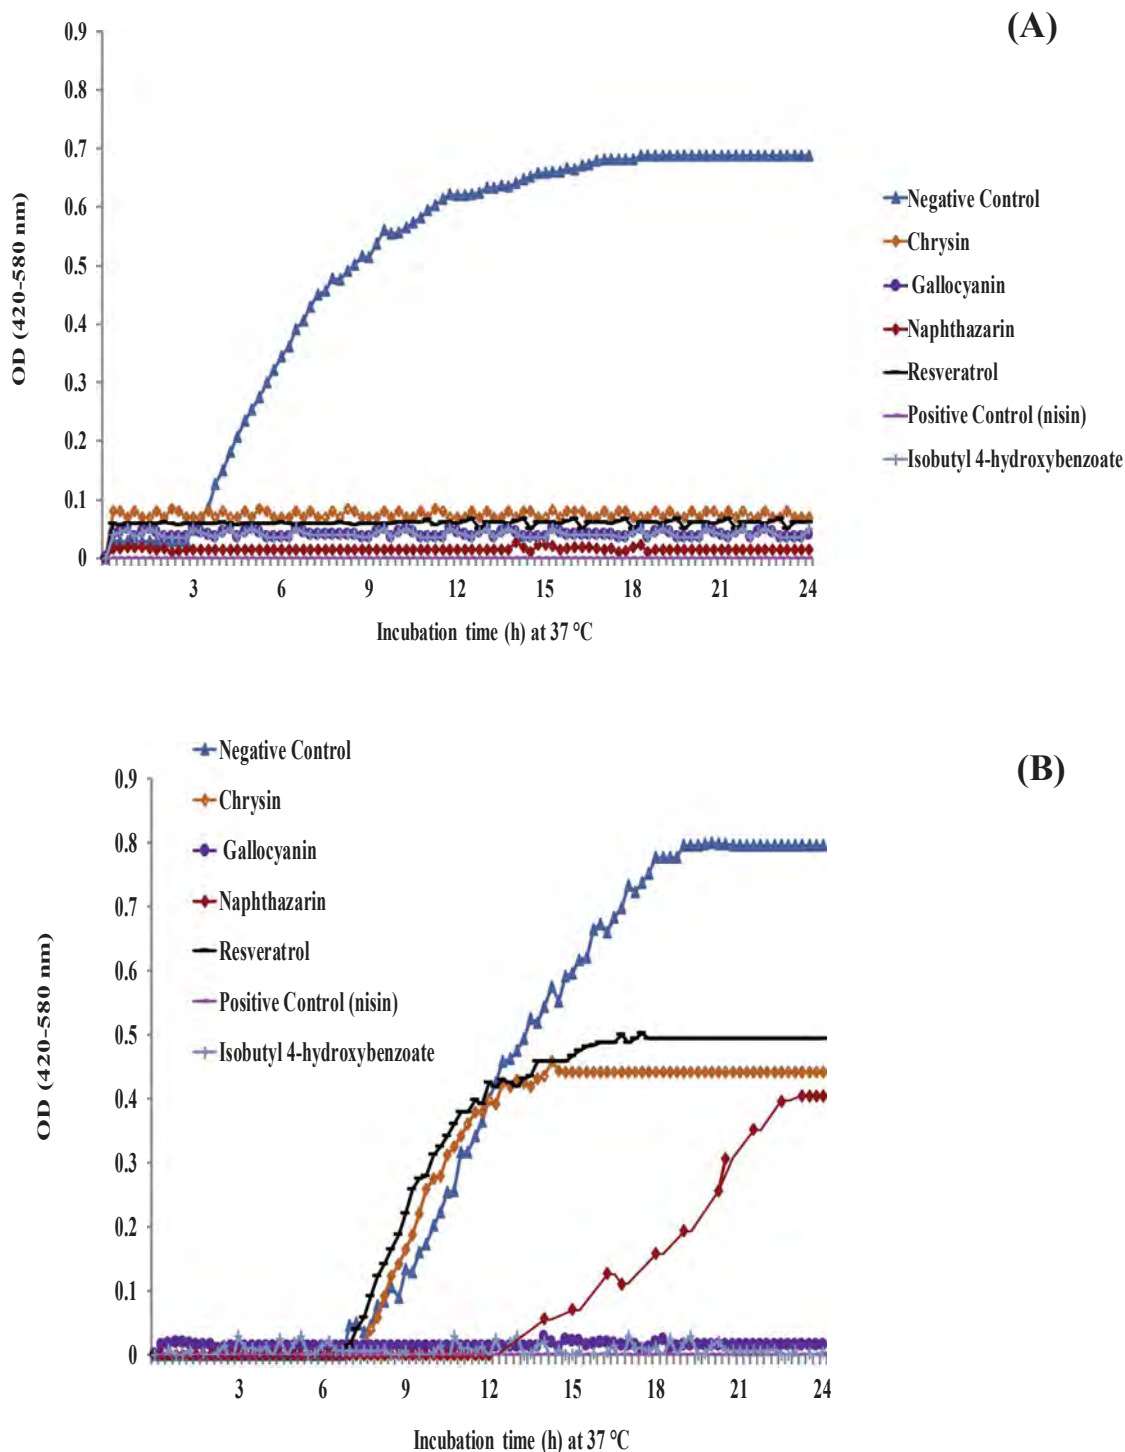 (A)
0.9
0.8
0.7
0.6
0.5
0.4
0.3
0.2
0.1
0
OD (420-580 nm)
3 6 9 12 15 18 21 24
Incubation time (h) at 37 °C
Negative Control
Chrysin
Gallocyanin
Naphthazarin
Resveratrol
Positive Control (nisin)
Isobutyl 4-hydroxybenzoate
(B)
Negative Control
Chrysin
Gallocyanin
Naphthazarin
Resveratrol
Positive Control (nisin)
Isobutyl 4-hydroxybenzoate
0.9
0.8
0.7
0.6
0.5
0.4
0.3
0.2
0.1
0
OD (420-580 nm)
3 6 9 12 15 18 21 24
Incubation time (h) at 37 °C